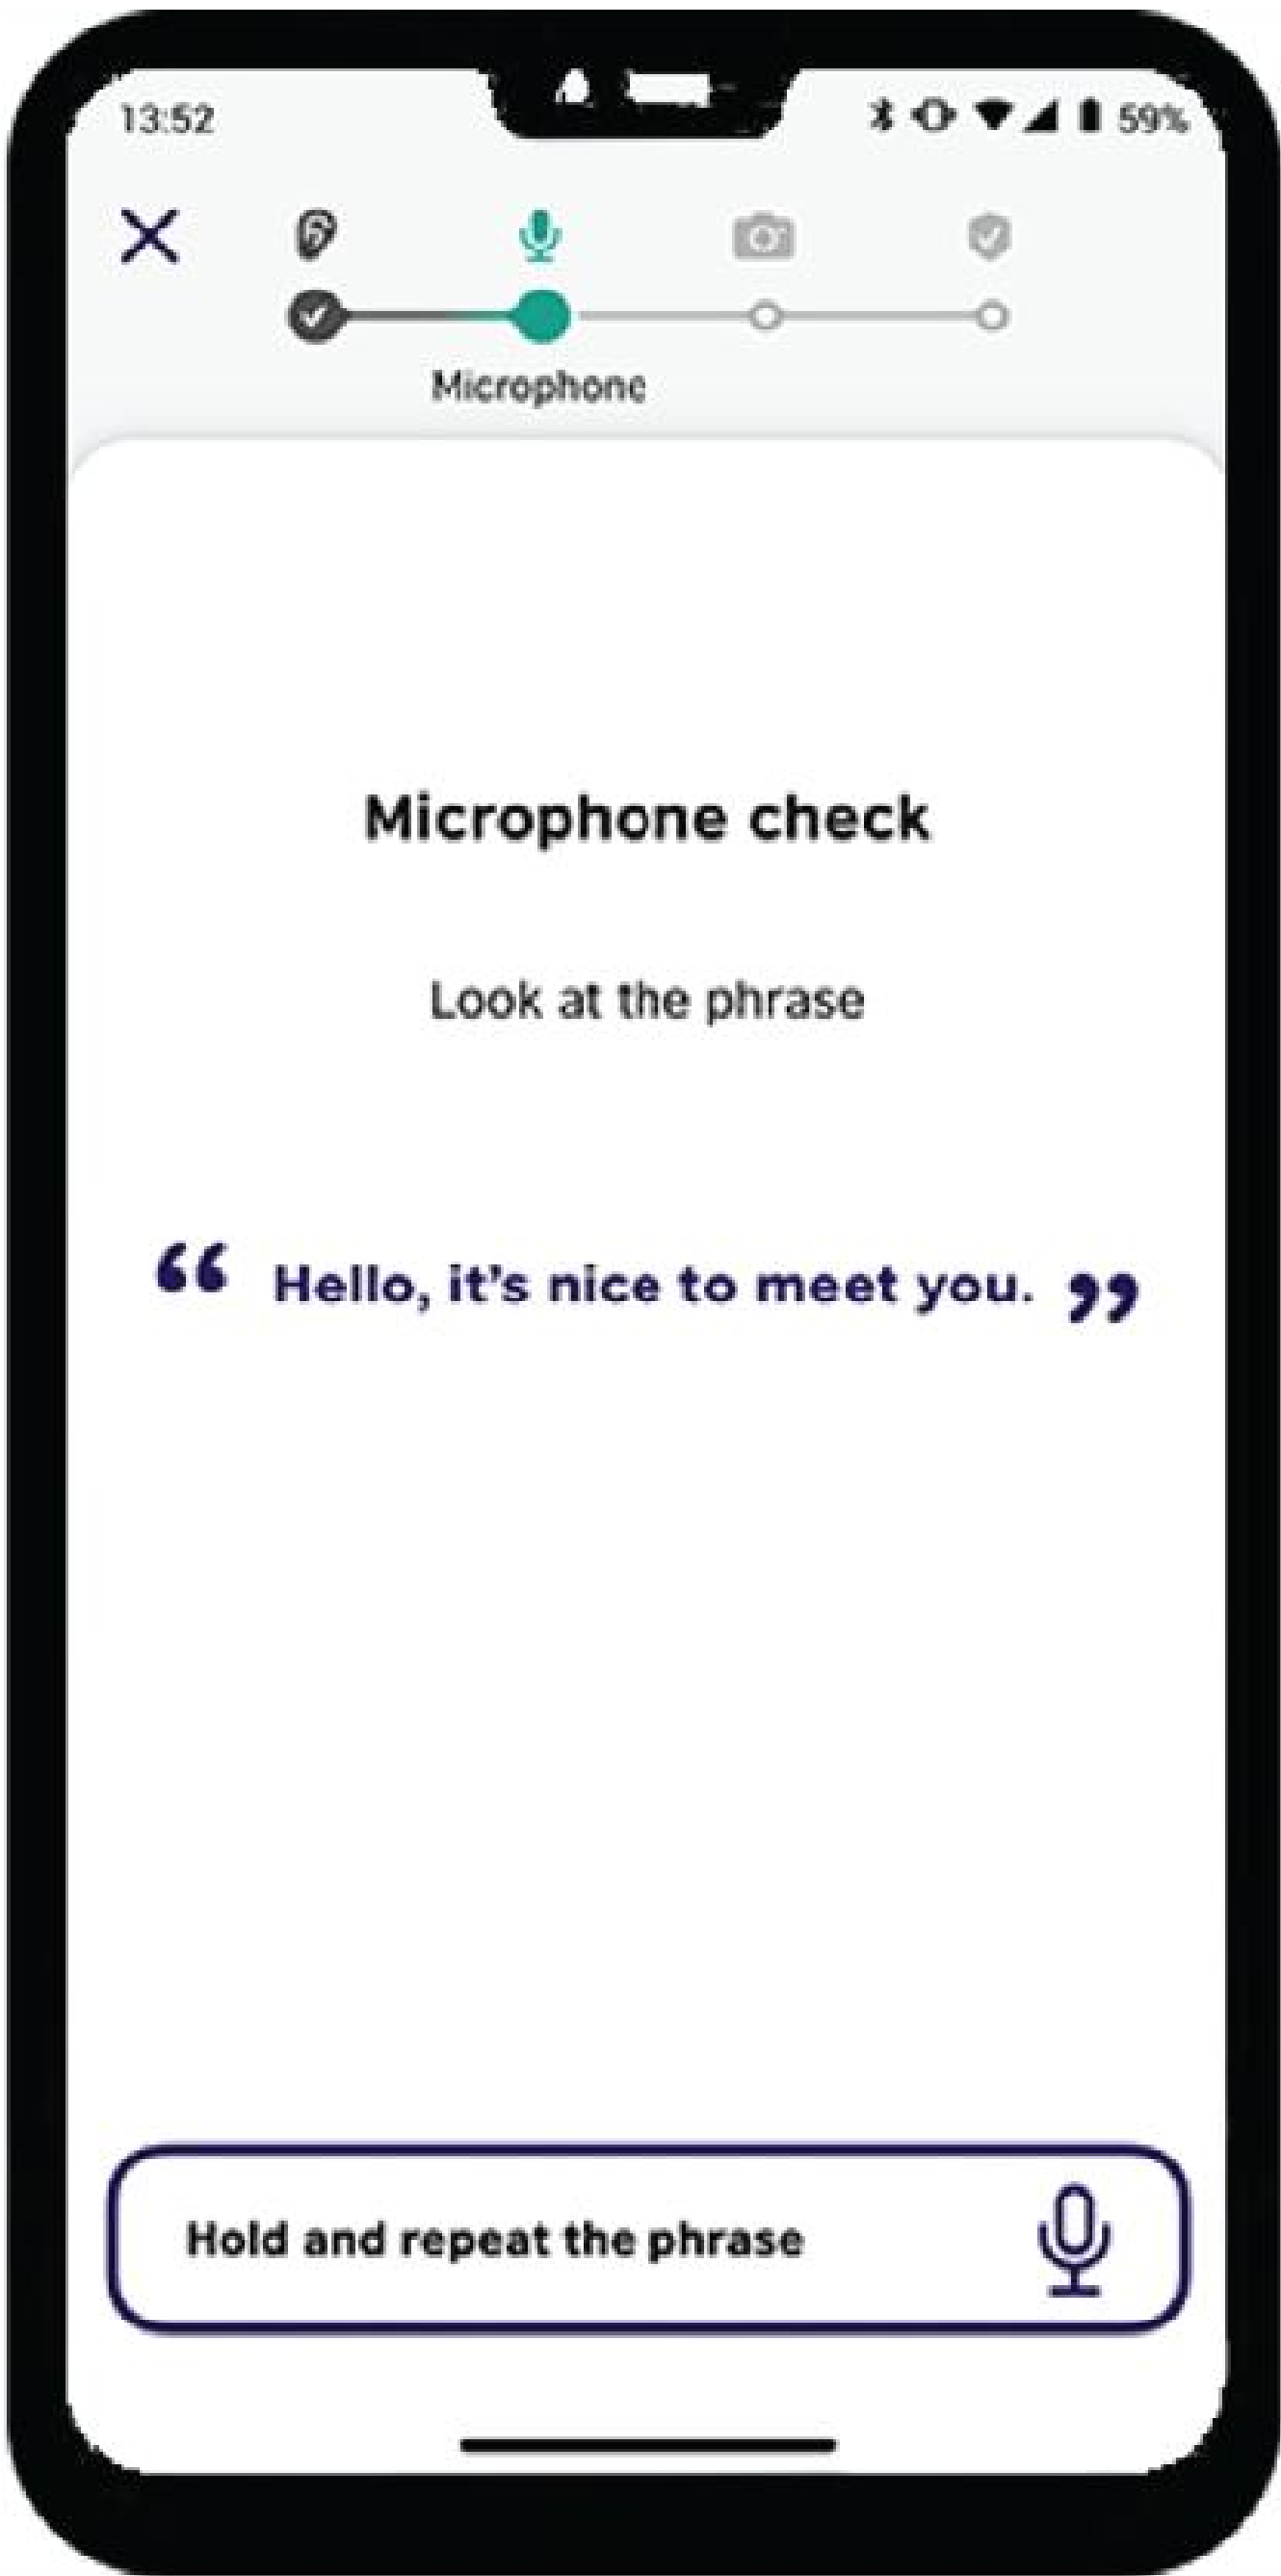 13:52
59%
Microphone
Microphone check
Look at the phrase
“ Hello, it’s nice to meet you. ”
Hold and repeat the phrase